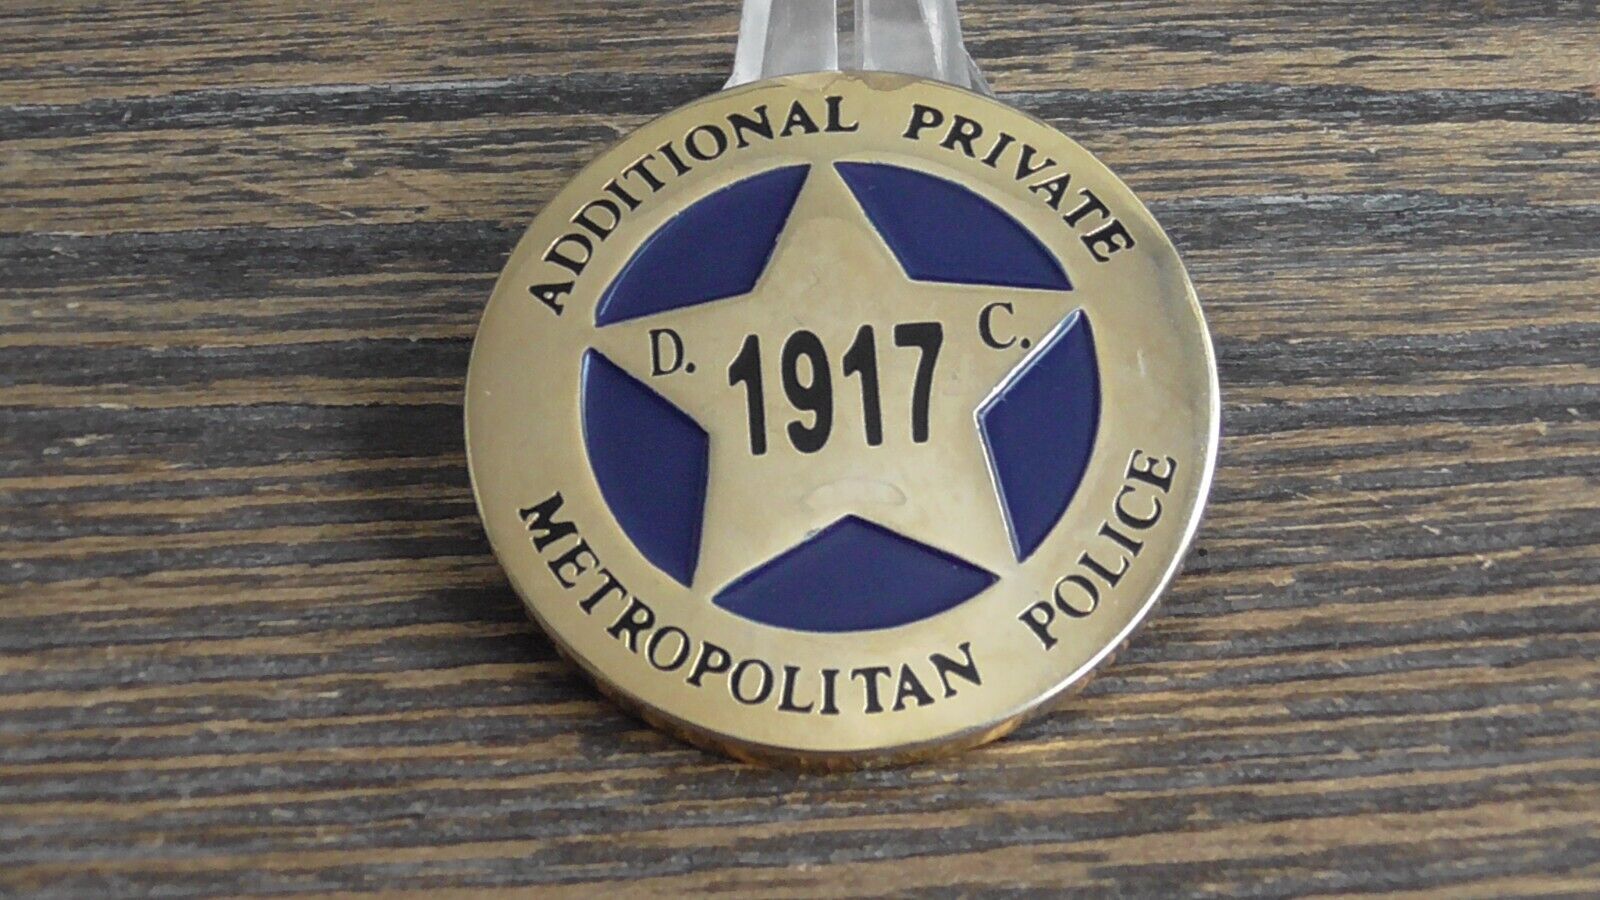 ADDITIONAL PRIVATE
D. 1917 C.
METROPOLITAN POLICE